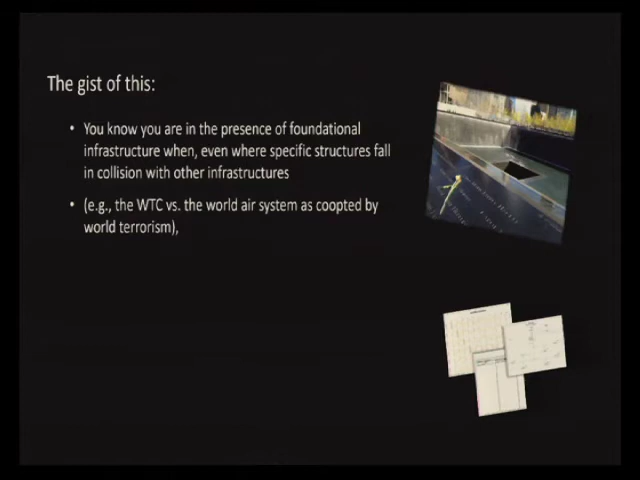 The gist of this:
• You know you are in the presence of foundational
infrastructure when, even where specific structures fall
in collision with other infrastructures
• (e.g., the WTC vs. the world air system as coopted by
world terrorism),